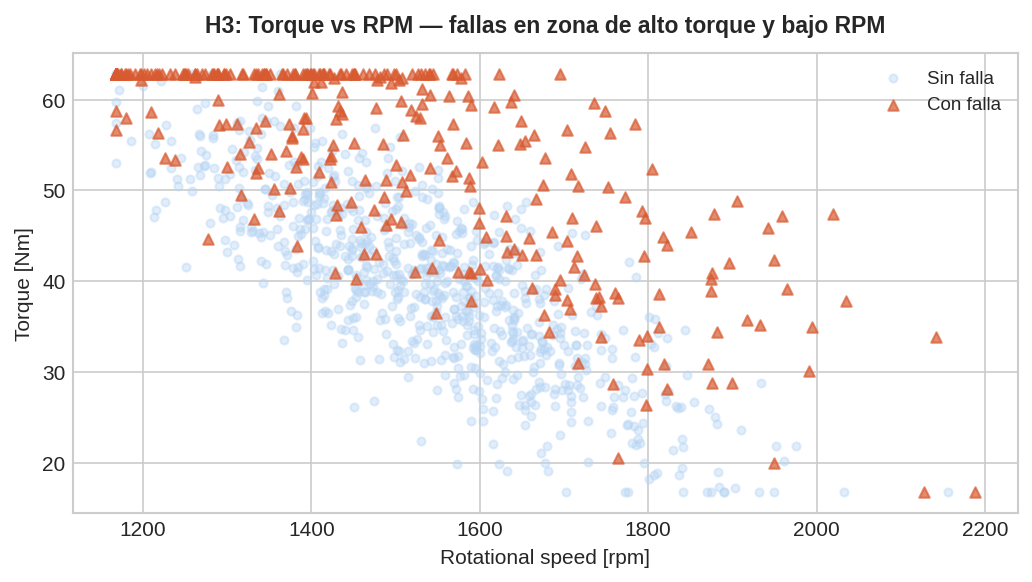 H3: Torque vs RPM — fallas en zona de alto torque y bajo RPM
Sin falla
Con falla
Torque [Nm]
60
50
40
30
20
1200 1400 1600 1800 2000 2200
Rotational speed [rpm]